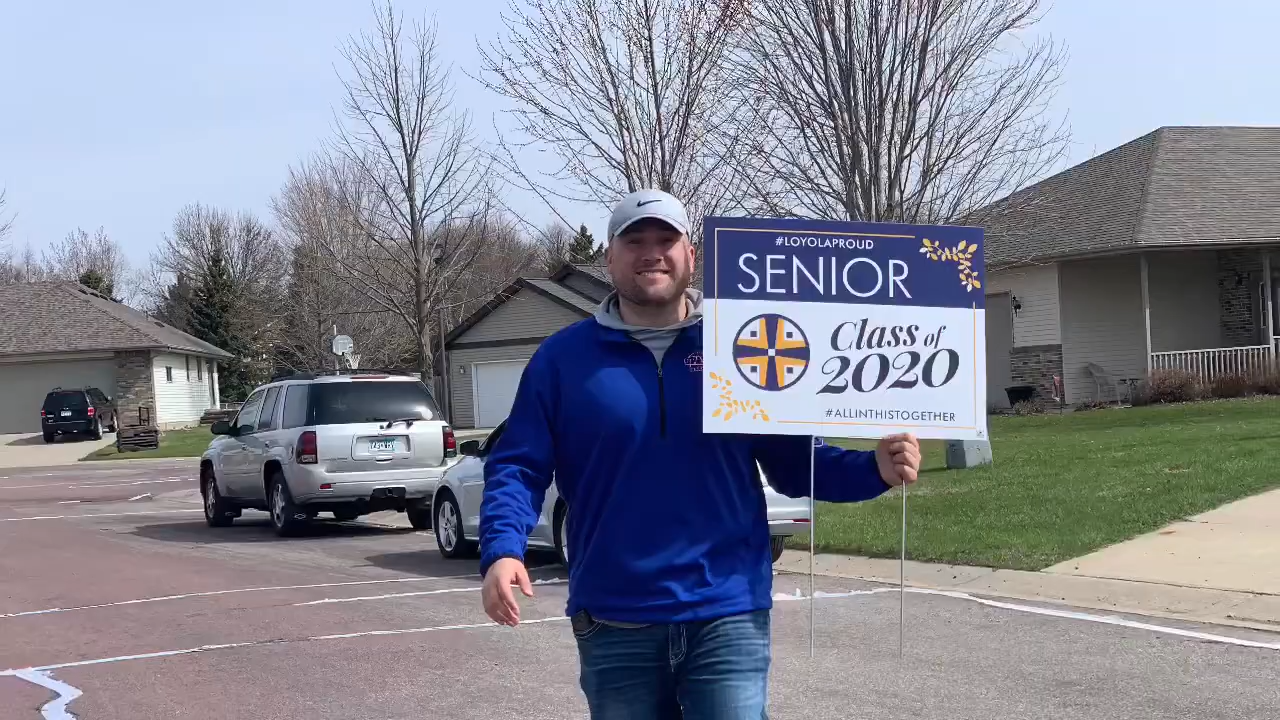 #LOYOLAPROUD
SENIOR
Class of
2020
#ALLINTHISTOGETHER